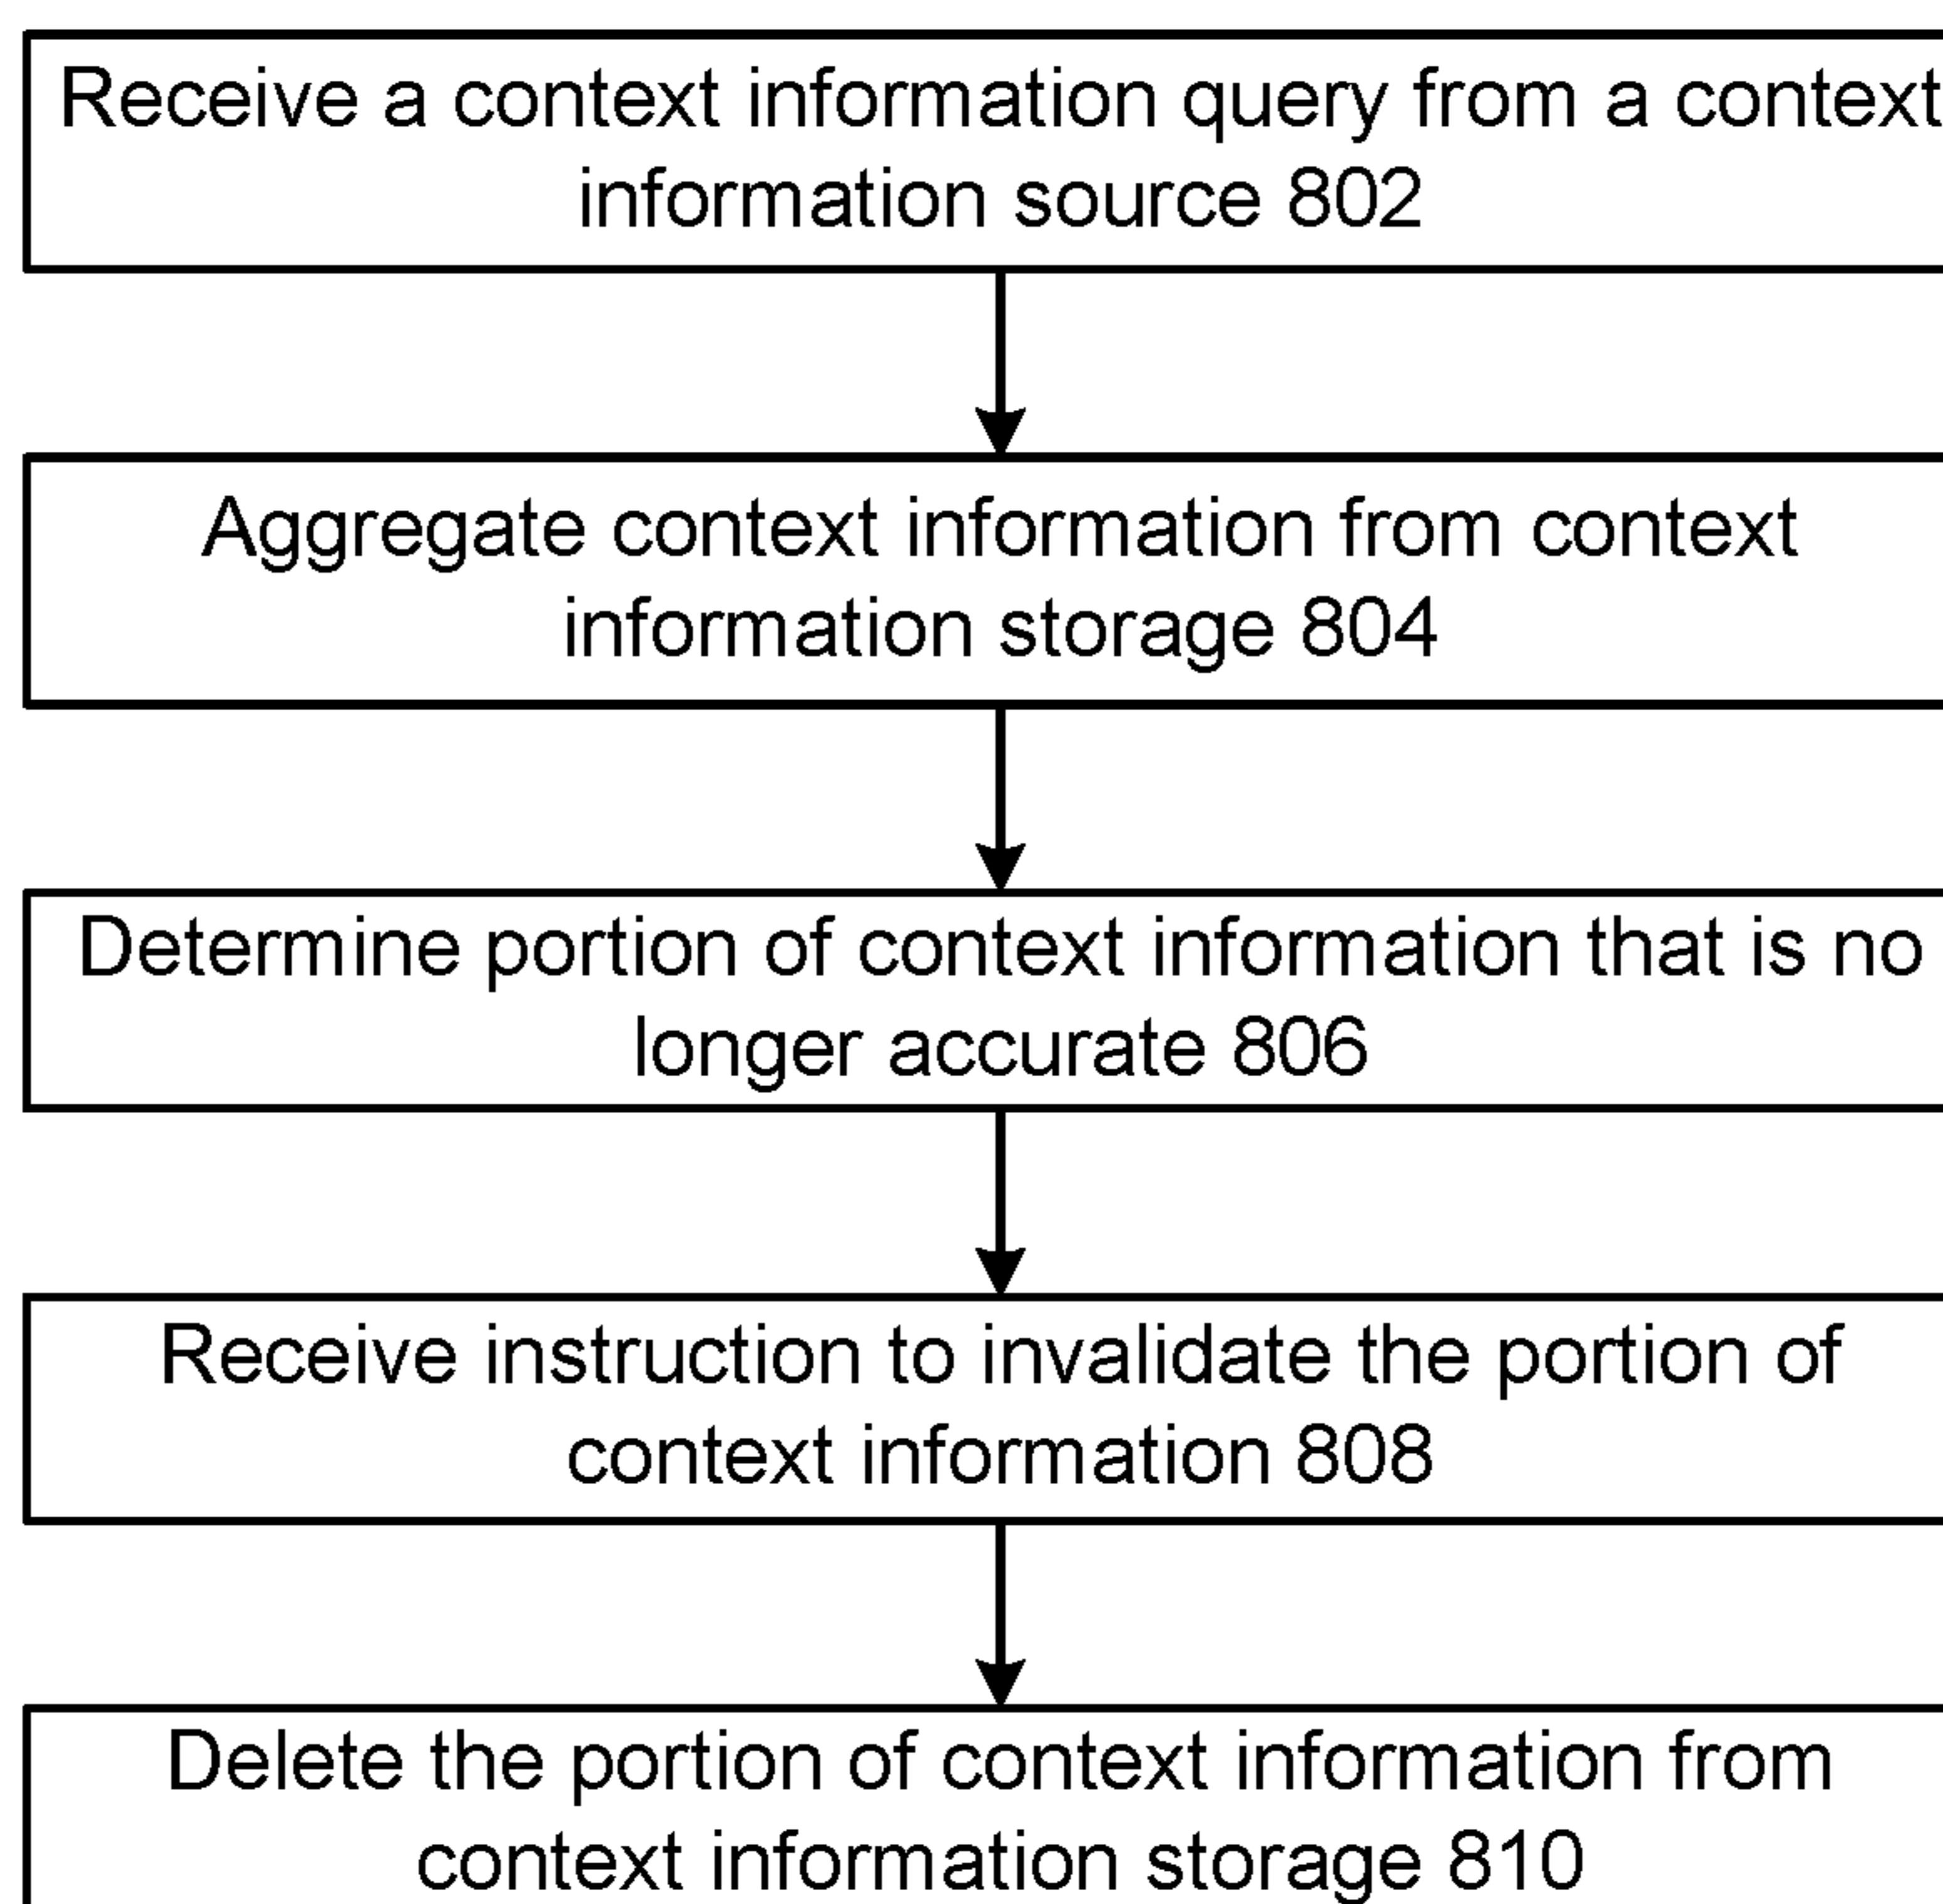 Receive a context information query from a context
information source 802
Aggregate context information from context
information storage 804
Determine portion of context information that is no
longer accurate 806
Receive instruction to invalidate the portion of
context information 808
Delete the portion of context information from
context information storage 810